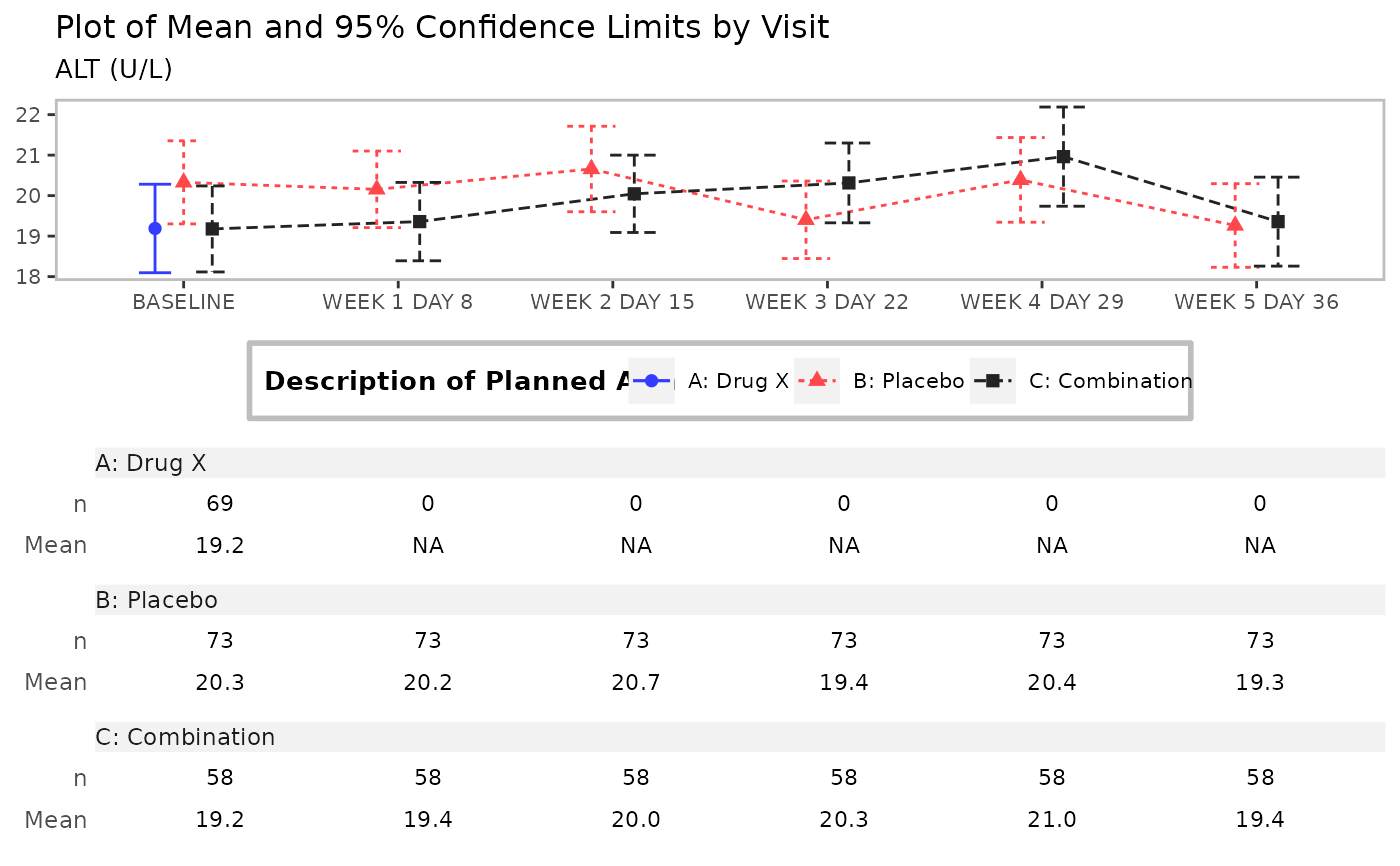 Plot of Mean and 95% Confidence Limits by Visit
ALT (U/L)
22
21
20
19
18
BASELINE WEEK 1 DAY 8 WEEK 2 DAY 15 WEEK 3 DAY 22 WEEK 4 DAY 29 WEEK 5 DAY 36
Description of Planned A: Drug X B: Placebo C: Combination
A: Drug X
n 69 0 0 0 0 0
Mean 19.2 NA NA NA NA NA
B: Placebo
n 73 73 73 73 73 73
Mean 20.3 20.2 20.7 19.4 20.4 19.3
C: Combination
n 58 58 58 58 58 58
Mean 19.2 19.4 20.0 20.3 21.0 19.4